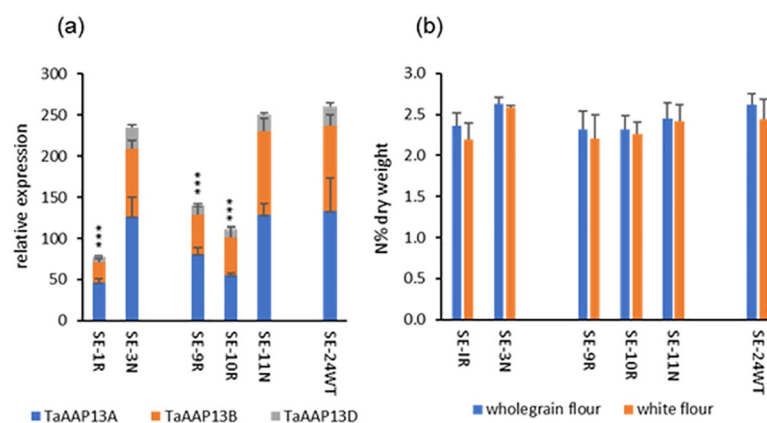 (a)
(b)
300
250
200
150
100
50
0
relative expression
***
***
***
SE-1R
SE-3N
SE-9R
SE-10R
SE-11N
SE-24WT
TaAAP13A TaAAP13B TaAAP13D
3.0
2.5
2.0
1.5
1.0
0.5
0.0
N% dry weight
SE-IR
SE-3N
SE-9R
SE-10R
SE-11N
SE-24WT
wholegrain flour white flour